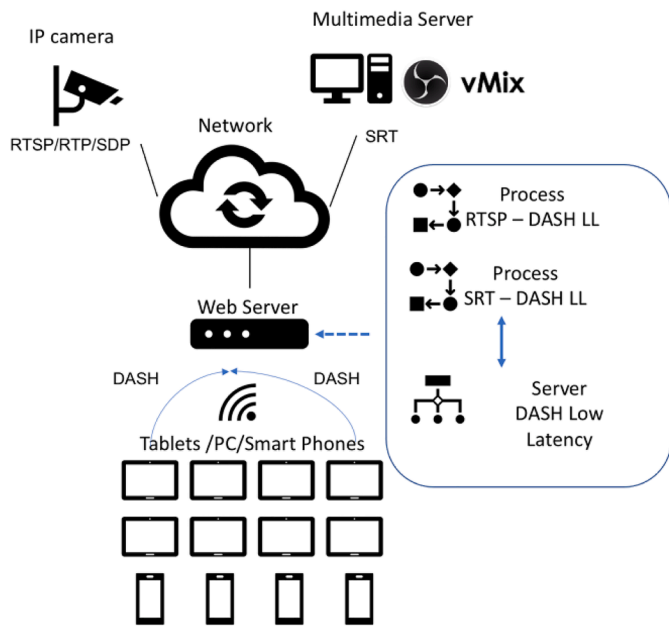 Multimedia Server
IP camera
vMix
Network
RTSP/RTP/SDP
SRT
Process
RTSP – DASH LL
Process
SRT – DASH LL
Web Server
DASH
DASH
Server
DASH Low
Latency
Tablets /PC/Smart Phones